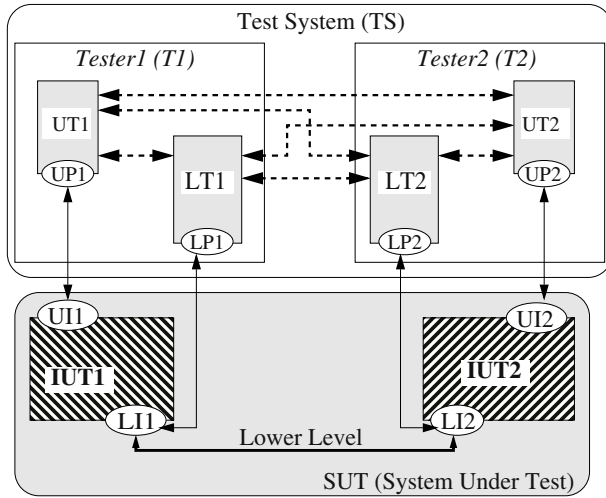 Test System (TS)
Tester1 (T1)
Tester2 (T2)
UT1
UT2
LT1
LT2
UP1
UP2
LP1
LP2
UI1
UI2
IUT1
IUT2
LI1
LI2
Lower Level
SUT (System Under Test)